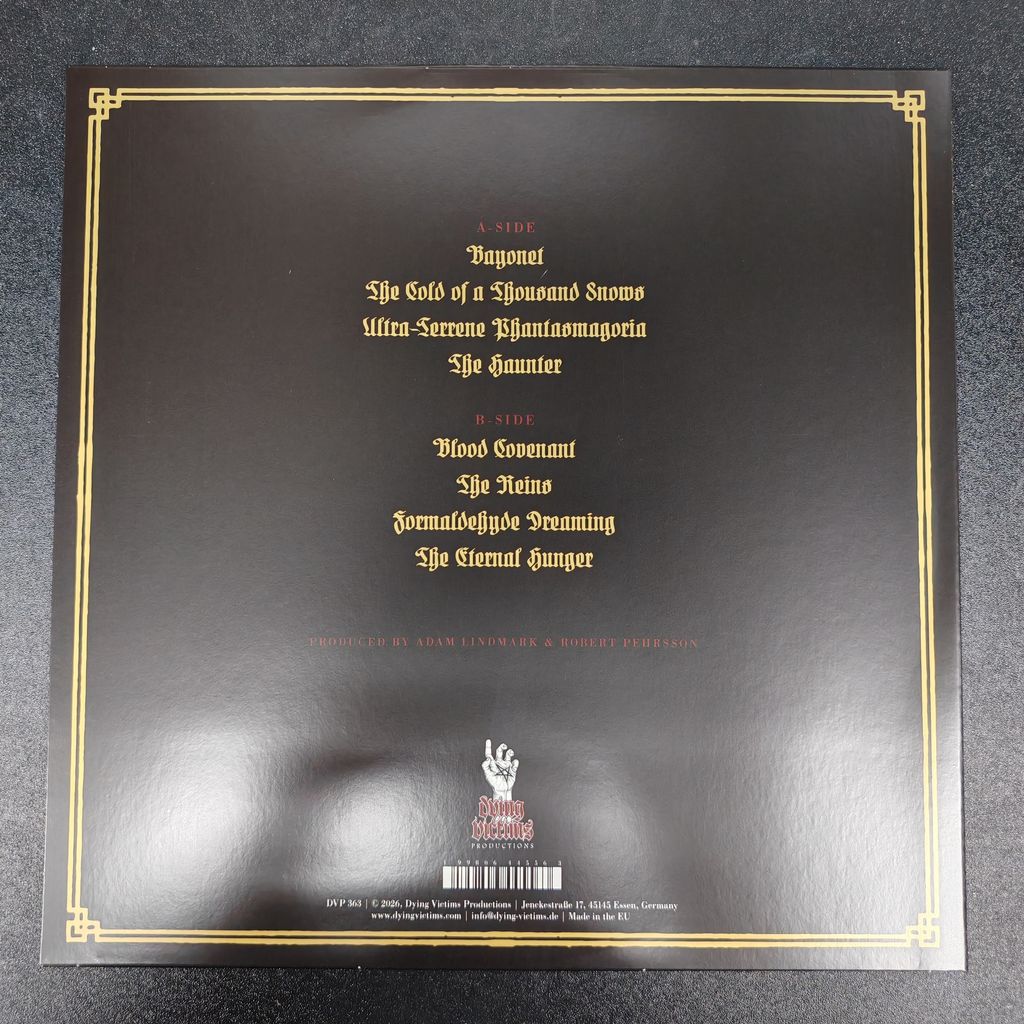 A-SIDE
Bayonet
The Cold of a Thousand Snows
Ultra-Terrene Phantasmagoria
The Haunter
B-SIDE
Blood Covenant
The Reins
Formaldehyde Dreaming
The Eternal Hunger
PRODUCED BY ADAM LINDMARK & ROBERT PEHRSSON
dying
victims
PRODUCTIONS
DVP 363 | © 2026, Dying Victims Productions | Jenckestraße 17, 45145 Essen, Germany
www.dyingvictims.com | info@dying-victims.de | Made in the EU